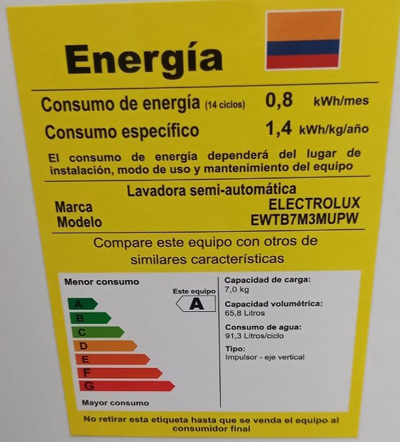 Energía
Consumo de energía (14 ciclos) 0,8 kWh/mes
Consumo específico 1,4 kWh/kg/año
El consumo de energía dependerá del lugar de
instalación, modo de uso y mantenimiento del equipo
Lavadora semi-automática
Marca ELECTROLUX
Modelo EWTB7M3MUPW
Compare este equipo con otros de
similares características
Menor consumo
Este equipo
A A
B
C
D
E
F
G
Mayor consumo
Capacidad de carga:
7,0 kg
Capacidad volumétrica:
65,8 Litros
Consumo de agua:
91,3 Litros/ciclo
Tipo:
Impulsor - eje vertical
No retirar esta etiqueta hasta que se venda el equipo al
consumidor final